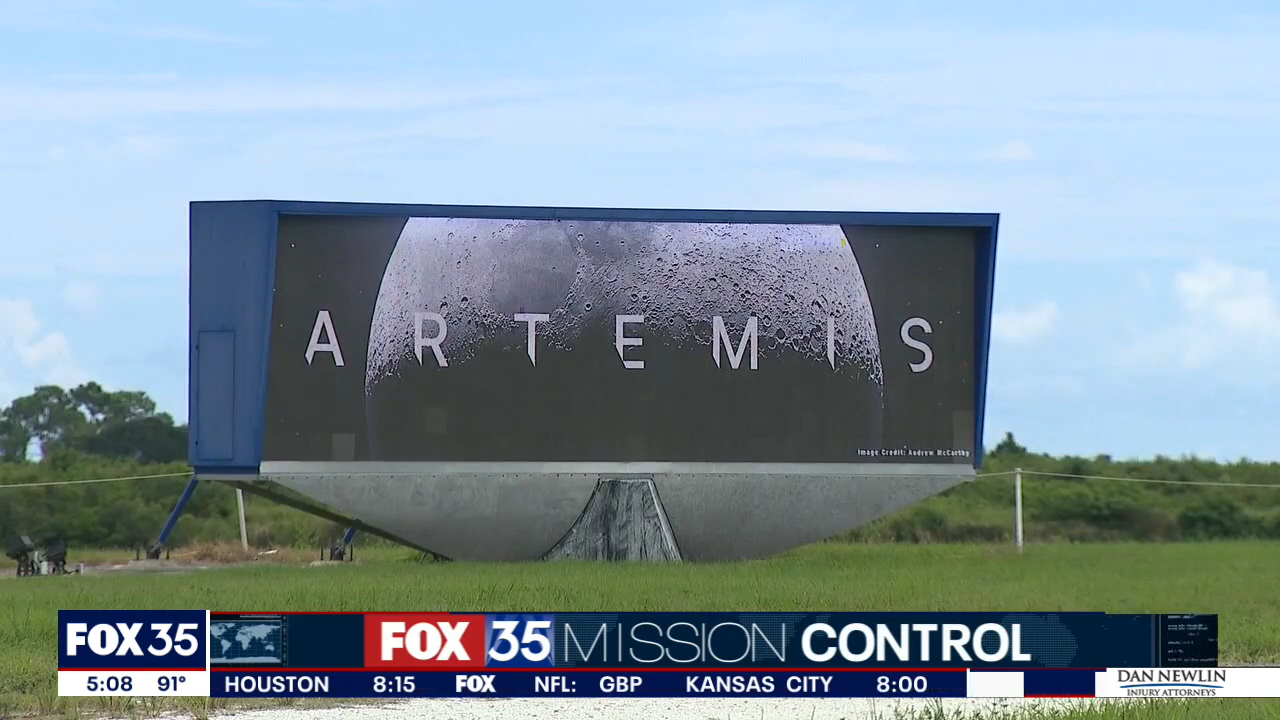 ARTEMIS
Image Credit: Andrew McCarthy
FOX 35
FOX 35 MISSION CONTROL
5:08 91°
HOUSTON 8:15 FOX NFL: GBP KANSAS CITY 8:00
DAN NEWLIN
INJURY ATTORNEYS